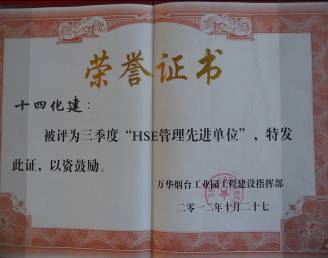 荣誉证书
十四化建：
被评为三季度“HSE管理先进单位”，特发
此证，以资鼓励。
万华烟台工业园工程建设指挥部
二零一二年十月二十七